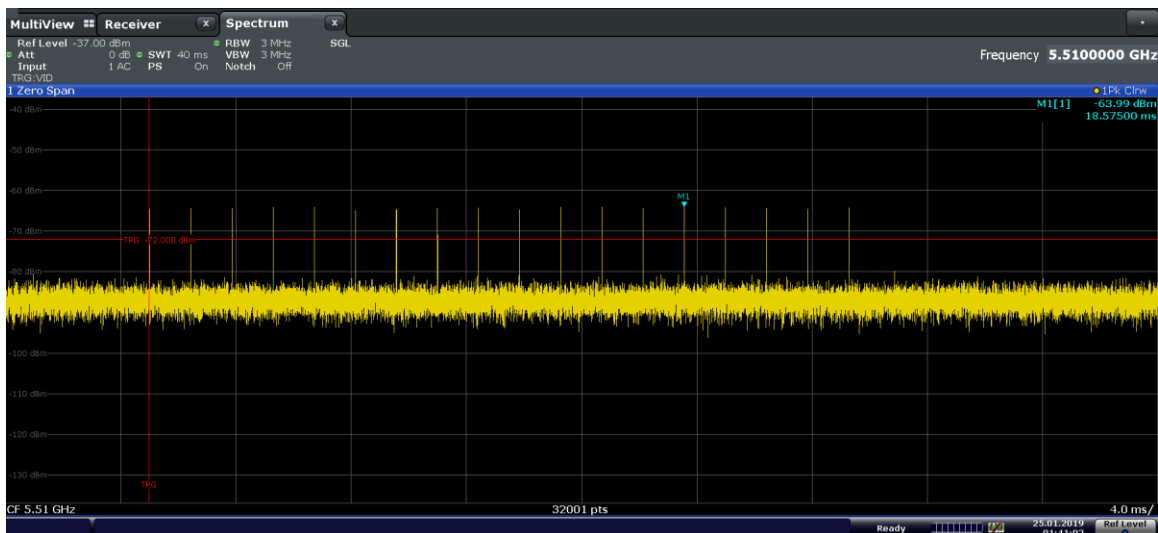 MultiView Receiver X Spectrum X
Ref Level -37.00 dBm RBW 3 MHz SGL
Att 0 dB SWT 40 ms VBW 3 MHz Frequency 5.5100000 GHz
Input 1 AC PS On Notch Off
TRG:VID
1 Zero Span 1Pk Clrw
-40 dBm M1[1] -63.99 dBm
18.57500 ms
-50 dBm
-60 dBm
M1
-70 dBm
TRG -72.000 dBm
-80 dBm
-100 dBm
-110 dBm
-120 dBm
-130 dBm
TRG
CF 5.51 GHz 32001 pts 4.0 ms/
Ready 25.01.2019 Ref Level